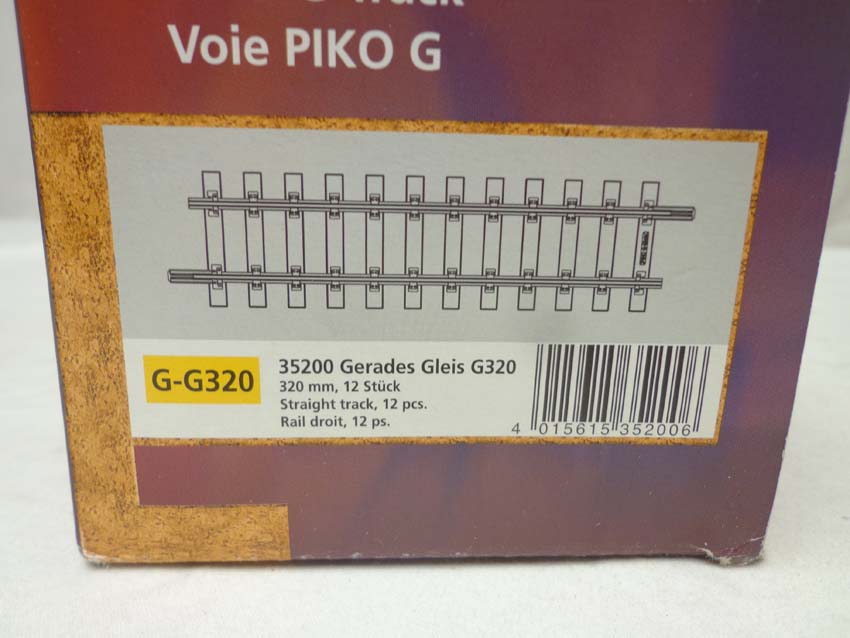 Voie PIKO G
G-G320
35200 Gerades Gleis G320
320 mm, 12 Stück
Straight track, 12 pcs.
Rail droit, 12 ps.
4 015615 352006